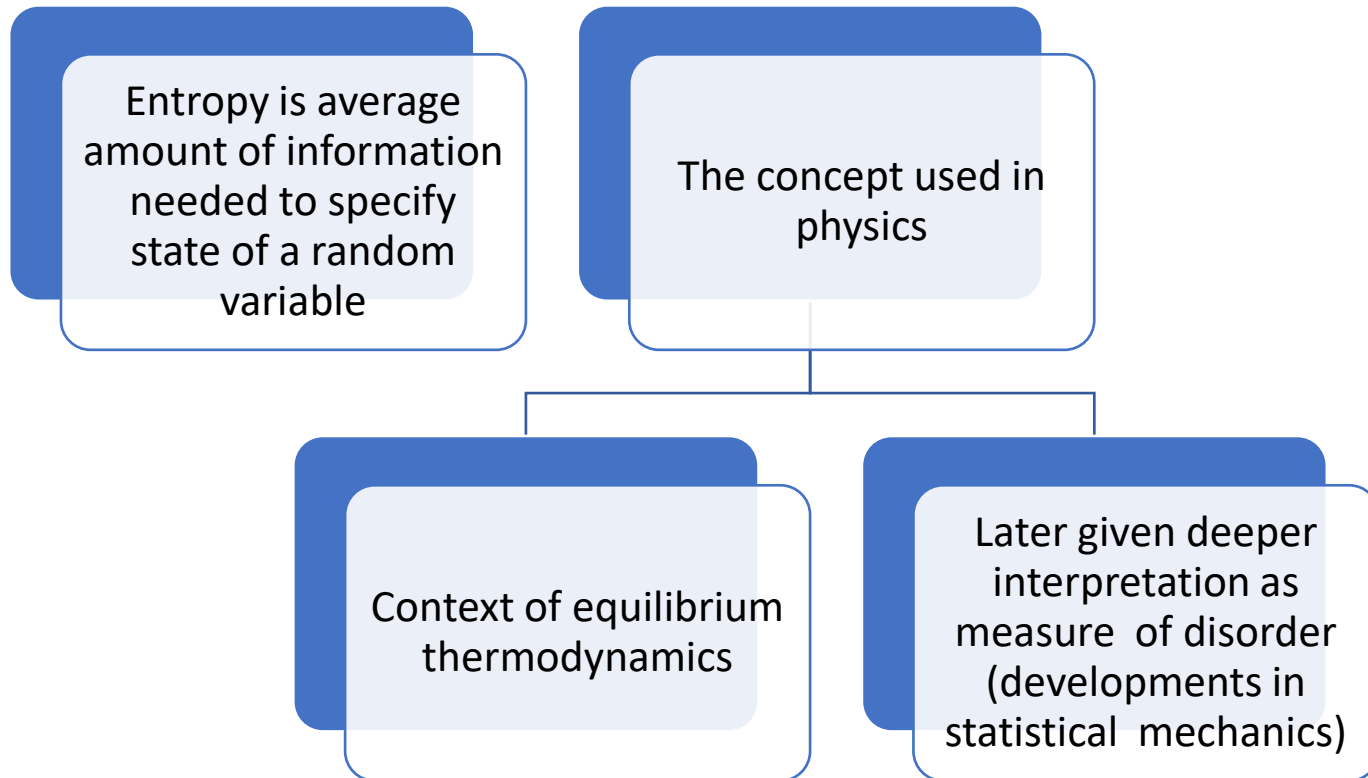 Entropy is average
amount of information
needed to specify
state of a random
variable
The concept used in
physics
Context of equilibrium
thermodynamics
Later given deeper
interpretation as
measure of disorder
(developments in
statistical mechanics)